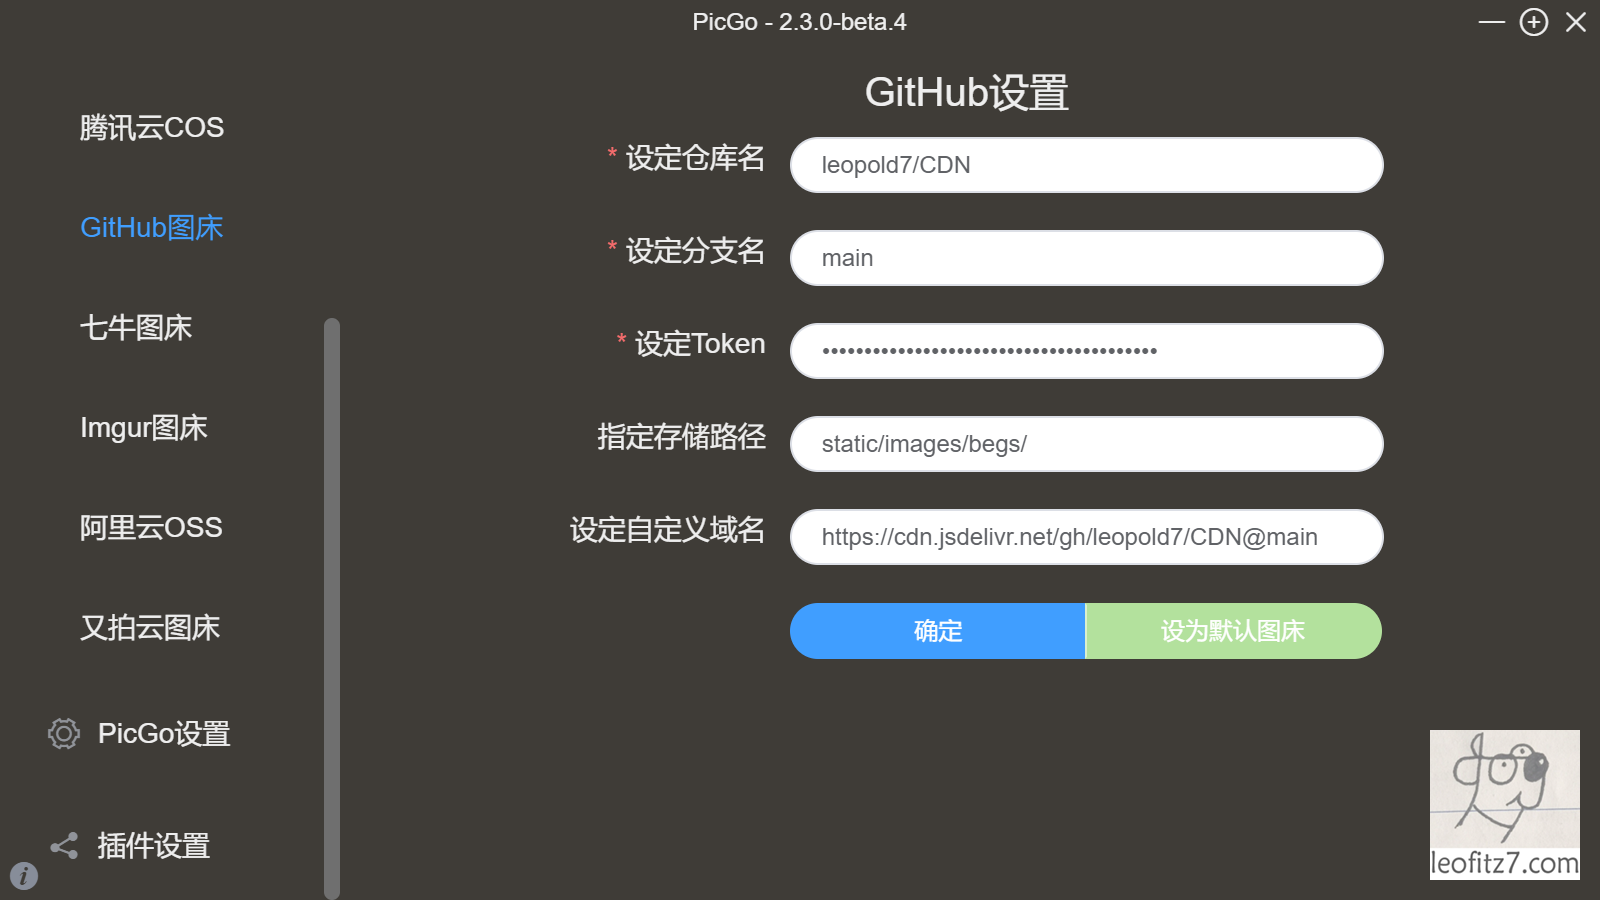 PicGo - 2.3.0-beta.4
腾讯云COS
GitHub图床
七牛图床
Imgur图床
阿里云OSS
又拍云图床
PicGo设置
插件设置
GitHub设置
* 设定仓库名
leopold7/CDN
* 设定分支名
main
* 设定Token
••••••••••••••••••••••••••••••••••••••••
指定存储路径
static/images/begs/
设定自定义域名
https://cdn.jsdelivr.net/gh/leopold7/CDN@main
确定
设为默认图床
leofitz7.com